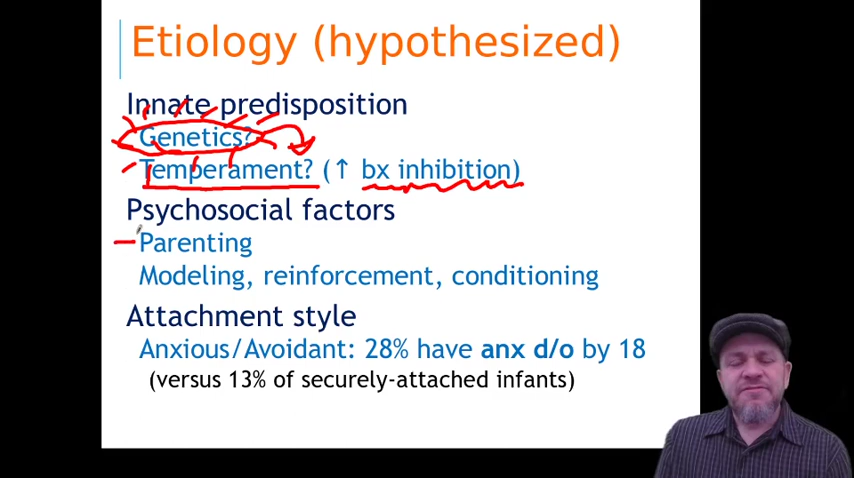 Etiology (hypothesized)
Innate predisposition
Genetics?
Temperament? (↑ bx inhibition)
Psychosocial factors
Parenting
Modeling, reinforcement, conditioning
Attachment style
Anxious/Avoidant: 28% have anx d/o by 18
(versus 13% of securely-attached infants)